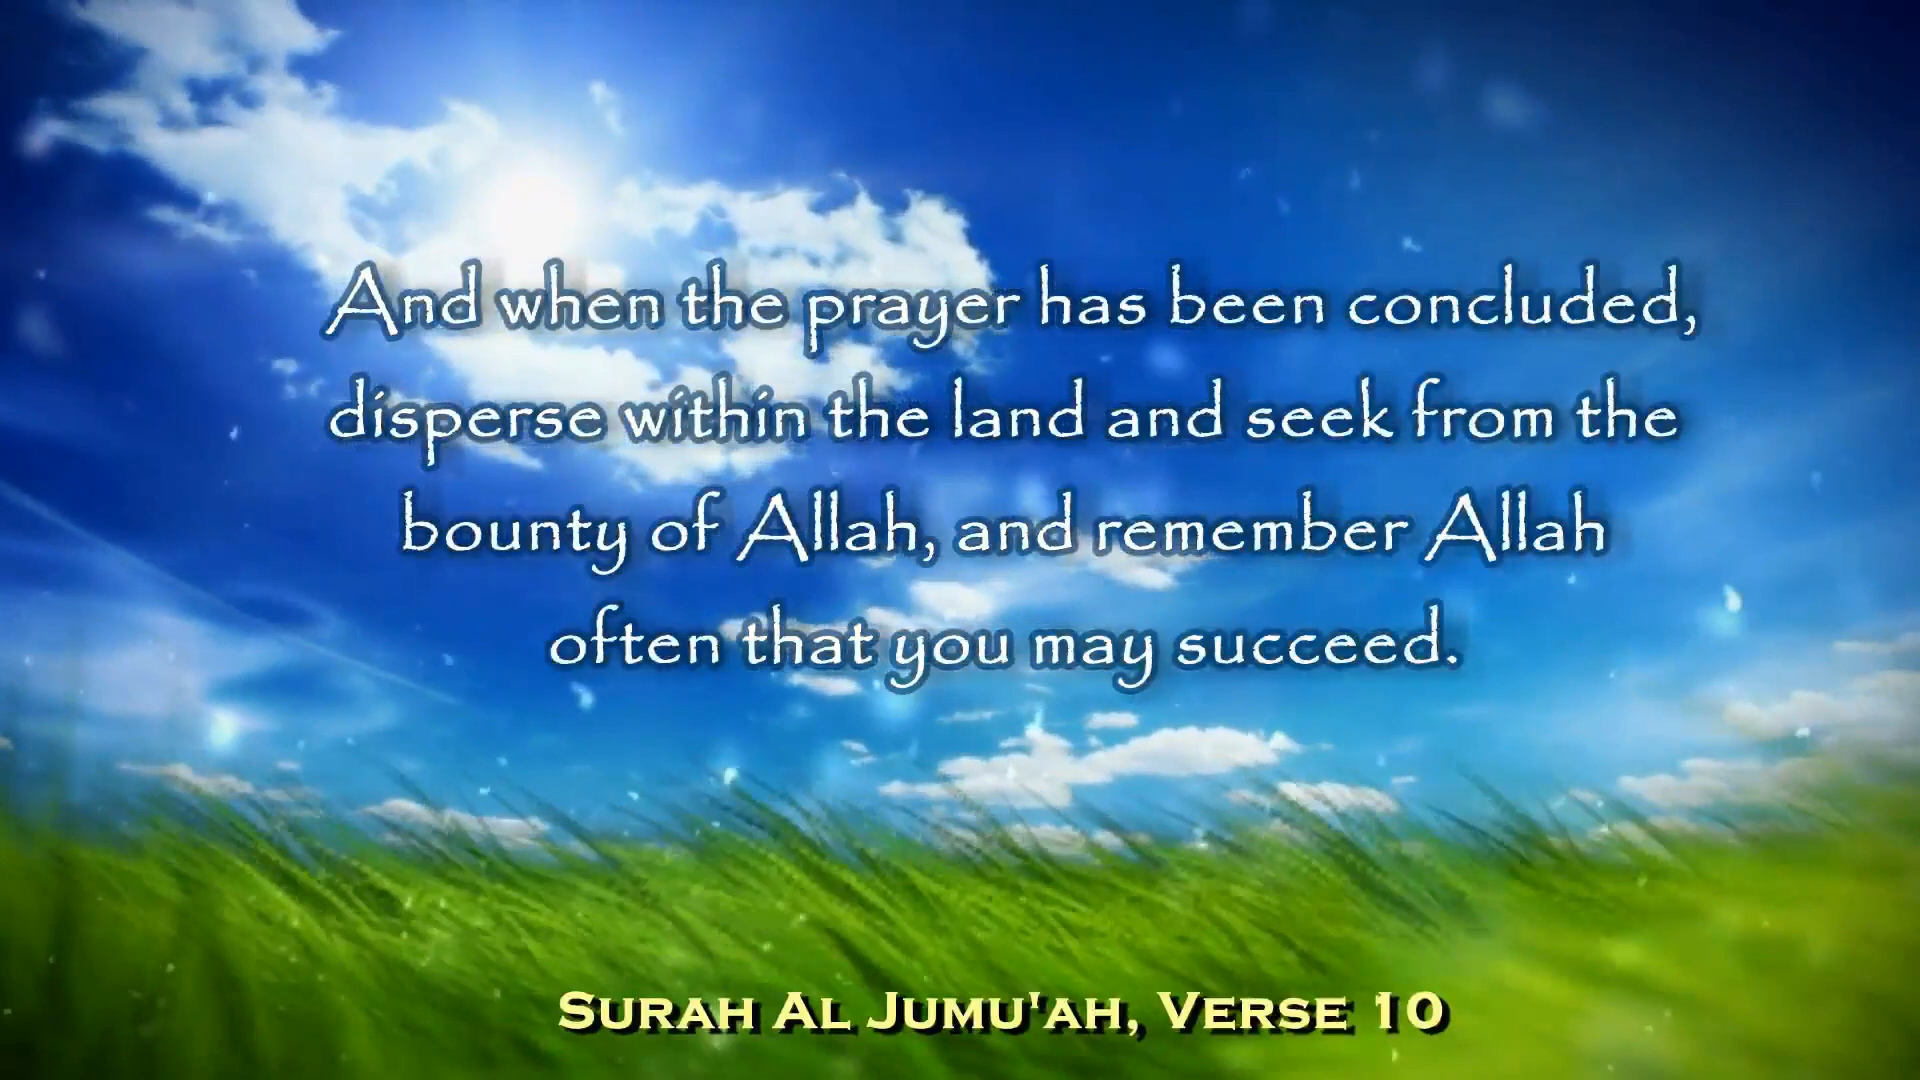 And when the prayer has been concluded,
disperse within the land and seek from the
bounty of Allah, and remember Allah
often that you may succeed.
Surah Al Jumu'ah, Verse 10